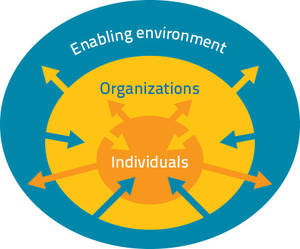 Enabling environment
Organizations
Individuals